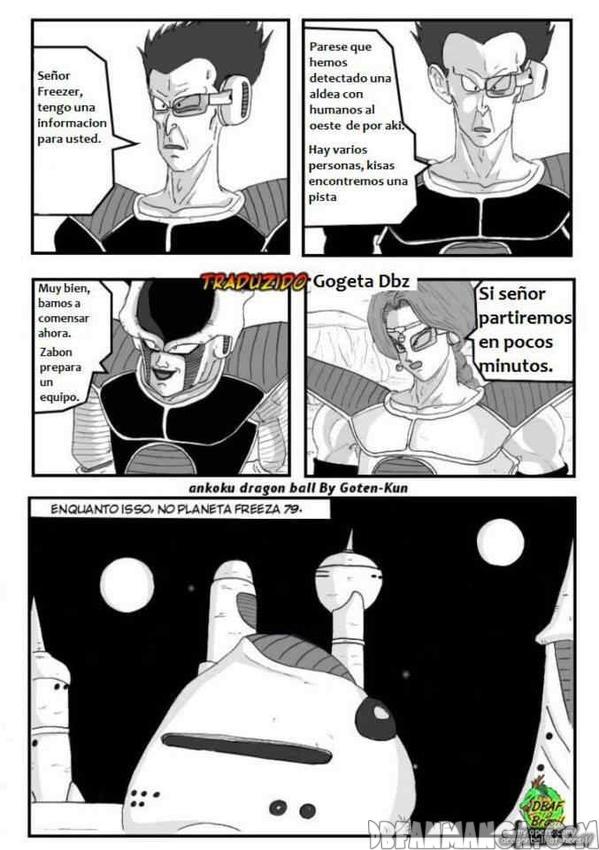 Señor
Freezer,
tengo una
informacion
para usted.
Parese que
hemos
detectado una
aldea con
humanos al
oeste de por aki.
Hay varios
personas, kisas
encontremos una
pista
TRADUZIDO Gogeta Dbz
Muy bien,
bamos a
comensar
ahora.
Zabon
prepara
un
equipo.
Si señor
partiremos
en pocos
minutos.
ankoku dragon ball By Goten-Kun
ENQUANTO ISSO, NO PLANETA FREEZA 79.
DBAF
Brasil
DBFANMANGAS.COM